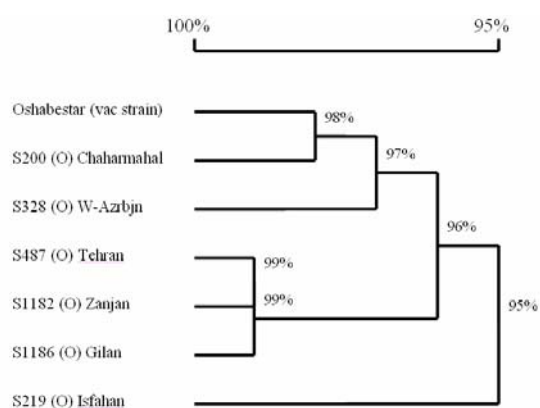 100% 95%
Oshabestar (vac strain)
98%
S200 (O) Chaharmahal
97%
S328 (O) W-Azrbjn
96%
S487 (O) Tehran
99%
S1182 (O) Zanjan
99%
95%
S1186 (O) Gilan
S219 (O) Isfahan